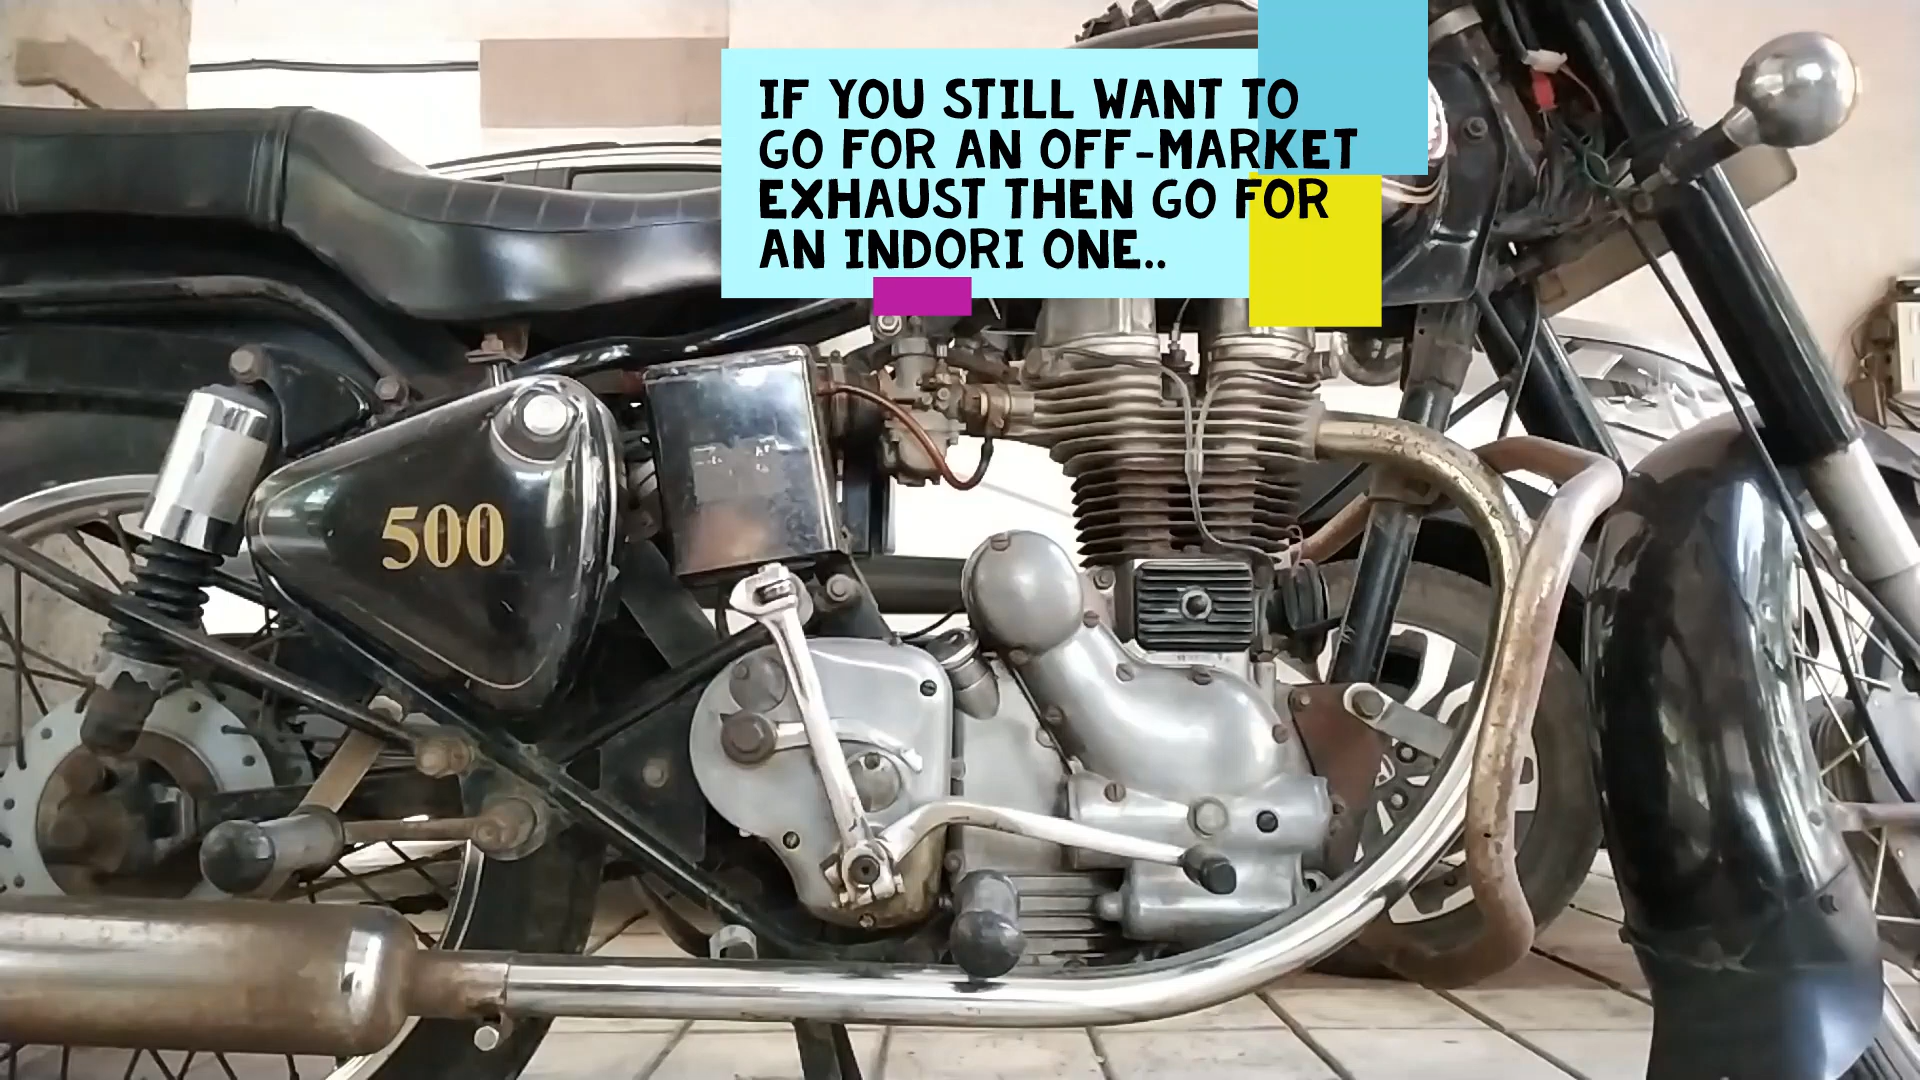 IF YOU STILL WANT TO
GO FOR AN OFF-MARKET
EXHAUST THEN GO FOR
AN INDORI ONE..
500